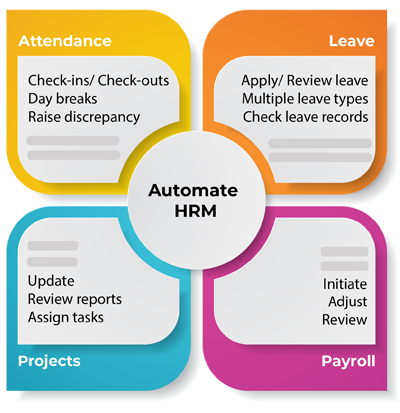 Attendance
Check-ins/ Check-outs
Day breaks
Raise discrepancy
Leave
Apply/ Review leave
Multiple leave types
Check leave records
Automate
HRM
Update
Review reports
Assign tasks
Projects
Initiate
Adjust
Review
Payroll